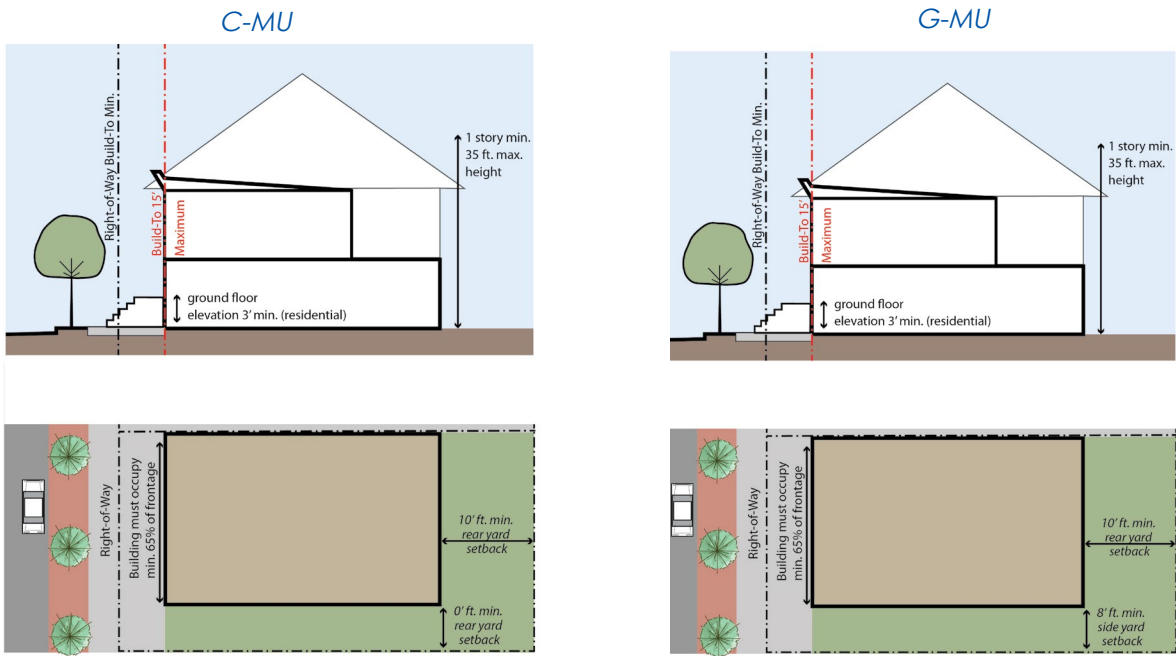 C-MU
Right-of-Way Build-To Min.
Build-To 15'
Maximum
1 story min.
35 ft. max.
height
ground floor
elevation 3' min. (residential)
Right-of-Way
Building must occupy
min. 65% of frontage
10' ft. min.
rear yard
setback
0' ft. min.
rear yard
setback
G-MU
Right-of-Way Build-To Min.
Build-To 15'
Maximum
1 story min.
35 ft. max.
height
ground floor
elevation 3' min. (residential)
Right-of-Way
Building must occupy
min. 65% of frontage
10' ft. min.
rear yard
setback
8' ft. min.
side yard
setback